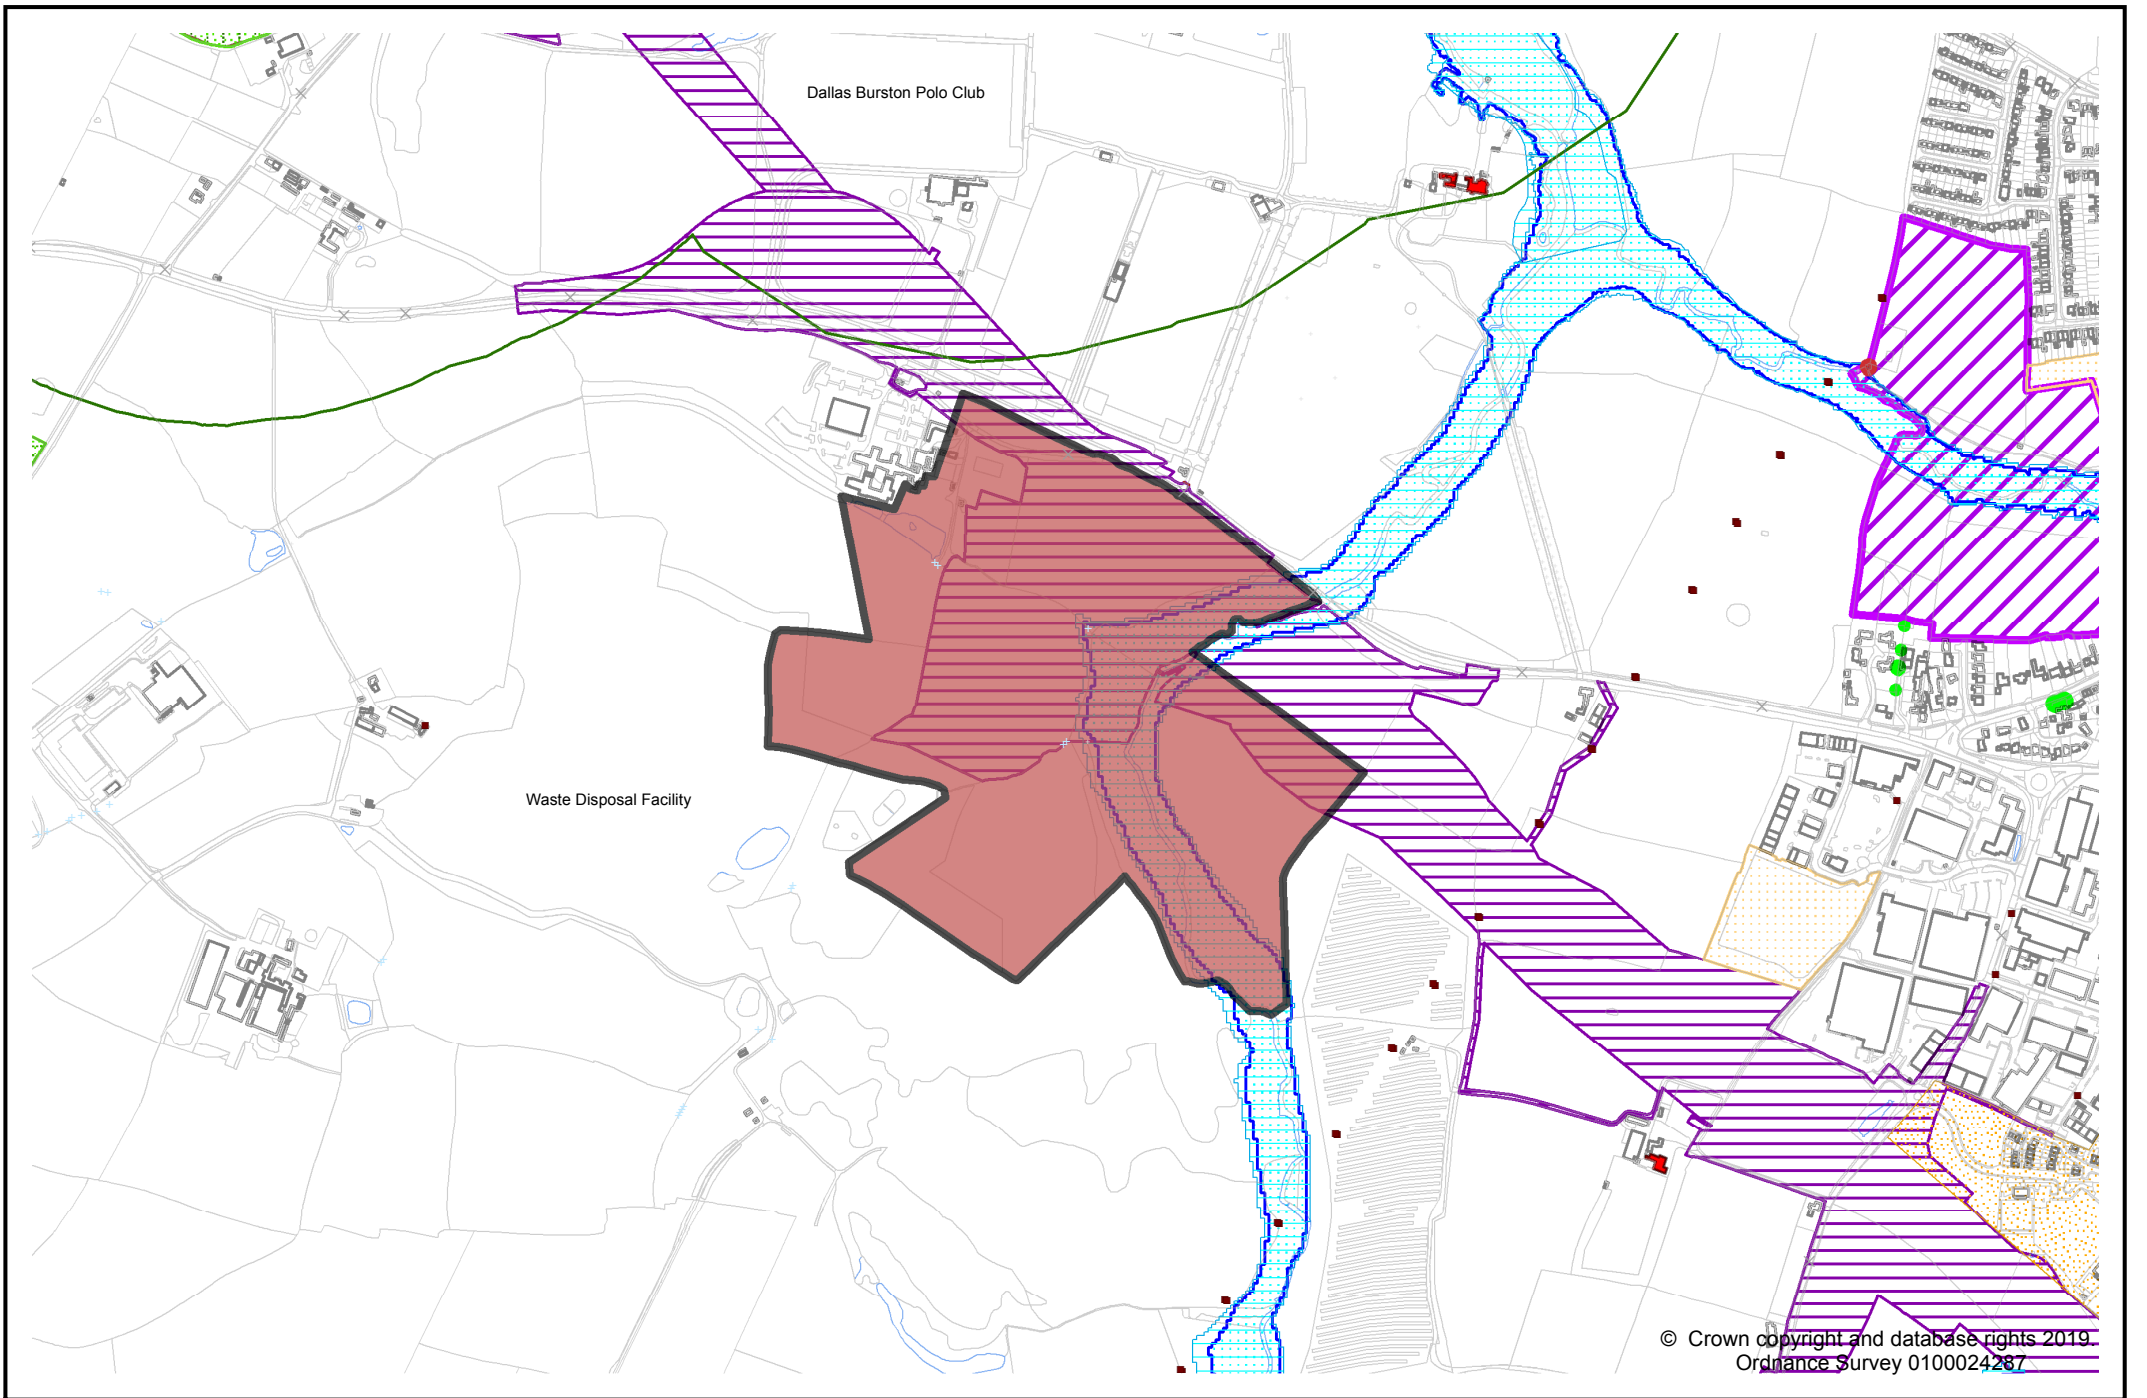 Dallas Burston Polo Club
Waste Disposal Facility
© Crown copyright and database rights 2019.
Ordnance Survey 0100024287